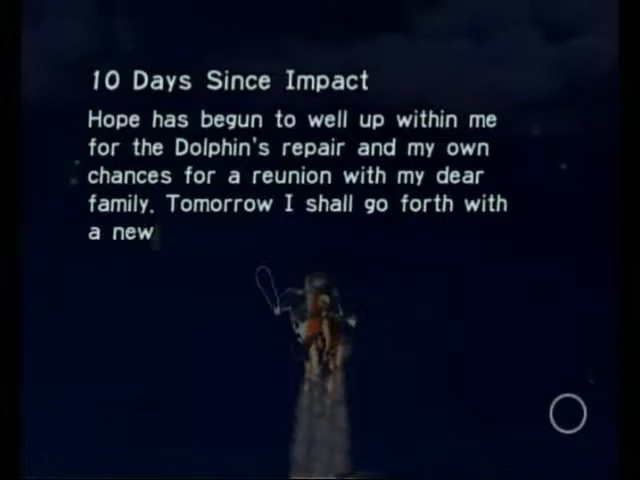 10 Days Since Impact
Hope has begun to well up within me
for the Dolphin's repair and my own
chances for a reunion with my dear
family. Tomorrow I shall go forth with
a new